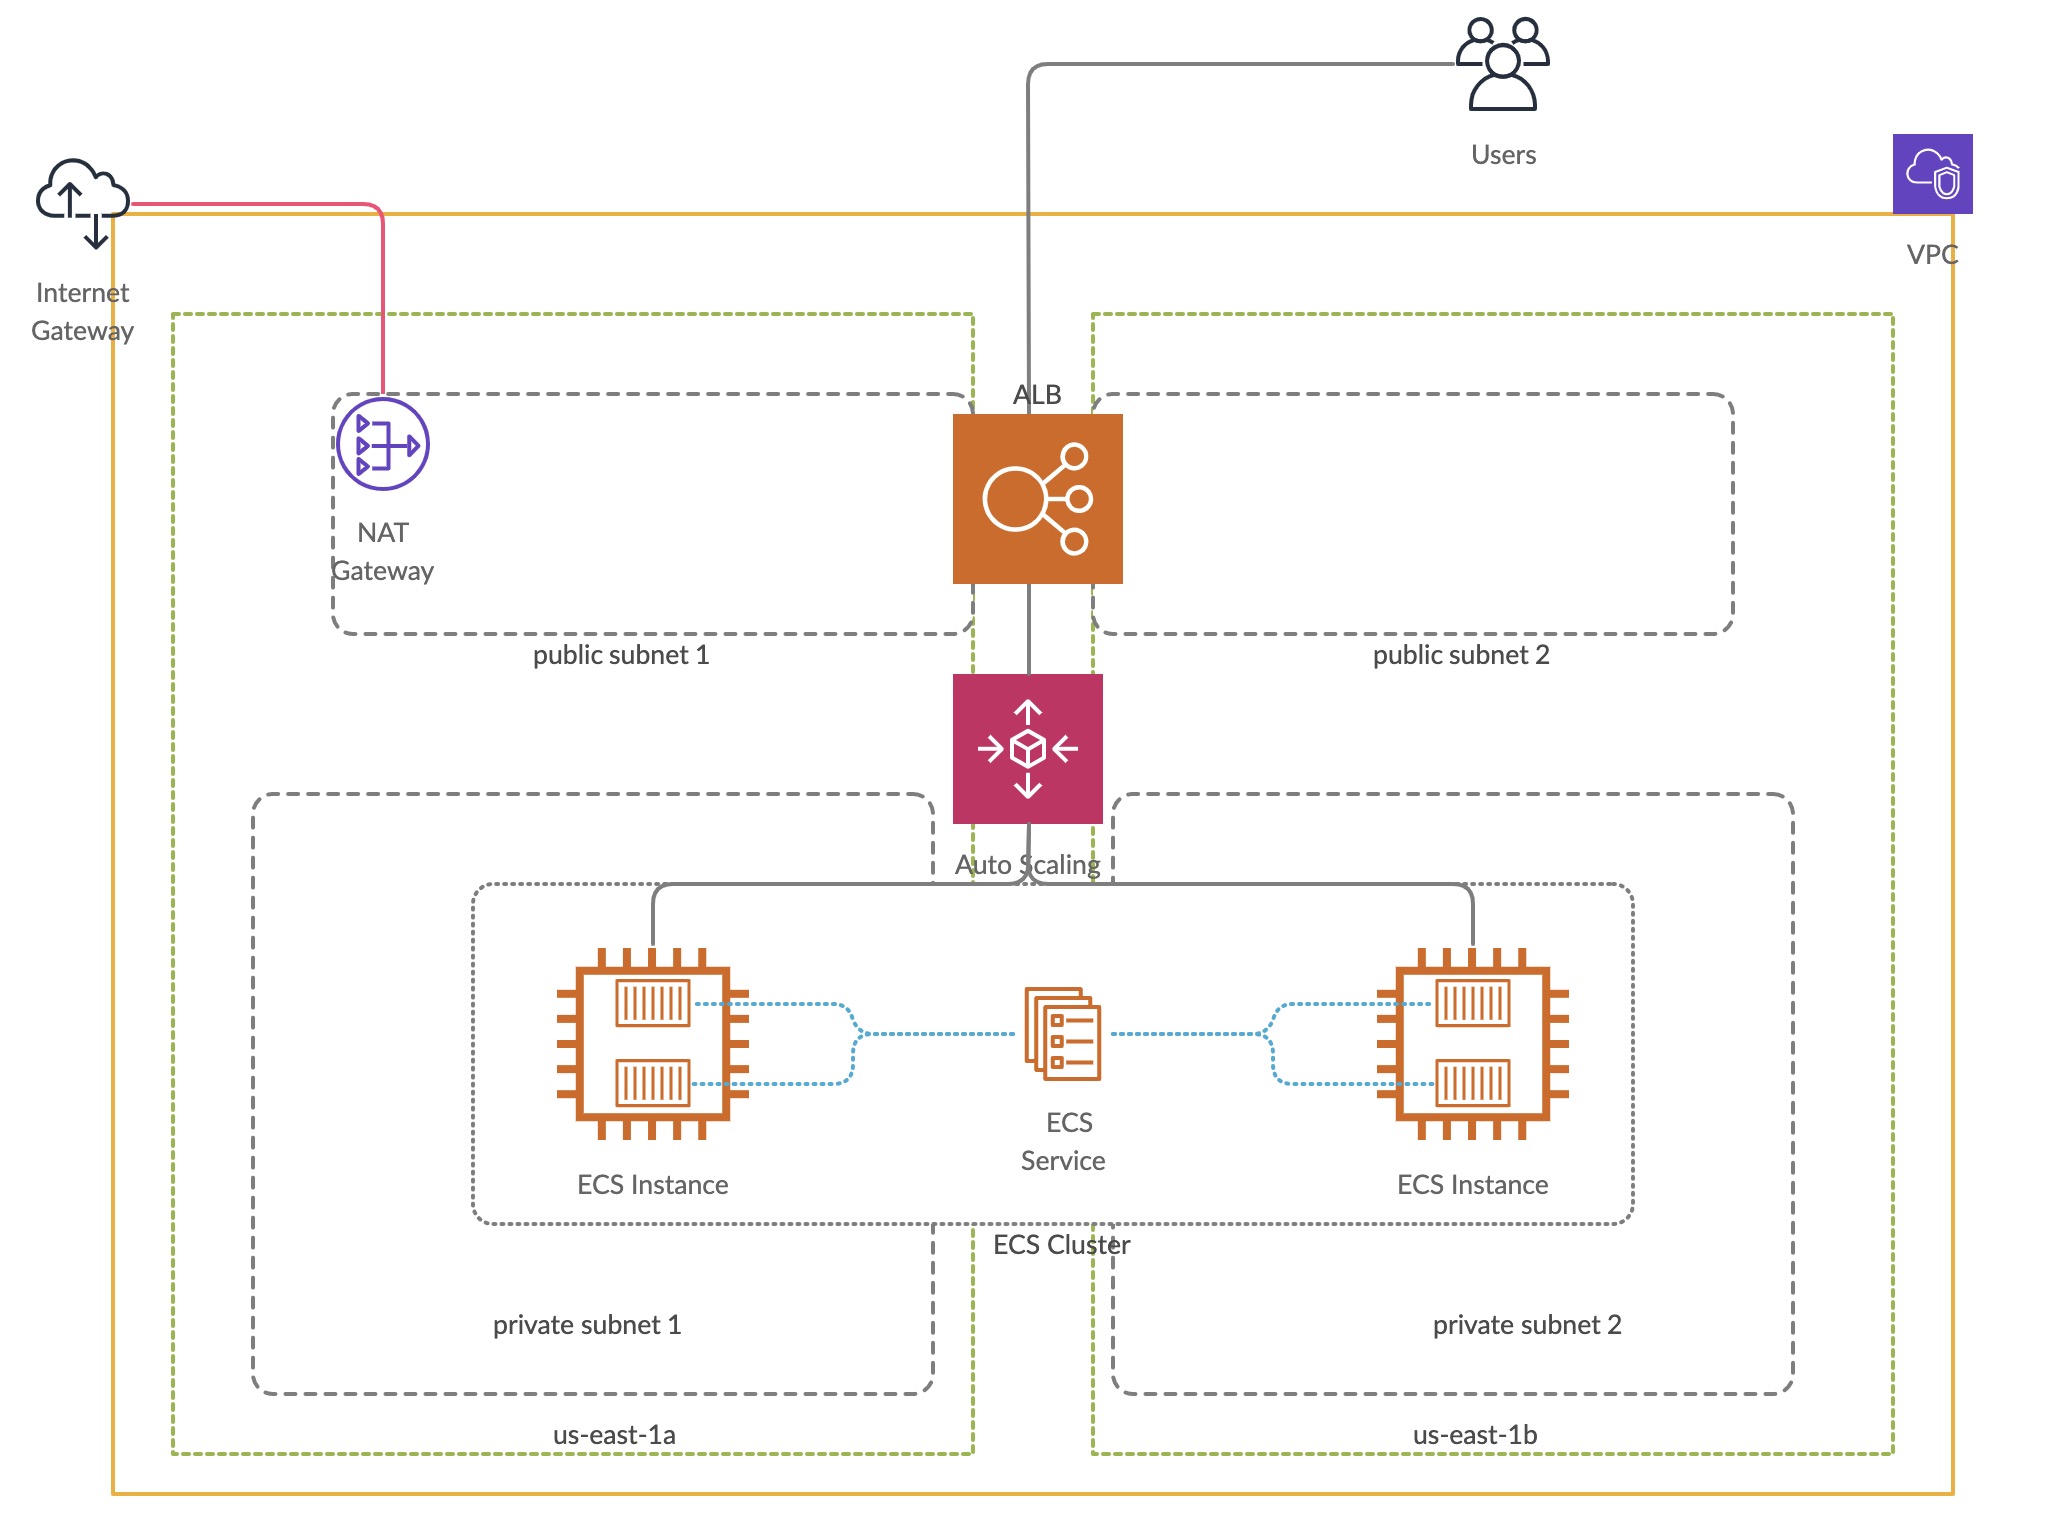 Users
VPC
Internet
Gateway
ALB
NAT
Gateway
public subnet 1
public subnet 2
Auto Scaling
ECS
Service
ECS Instance
ECS Instance
ECS Cluster
private subnet 1
private subnet 2
us-east-1a
us-east-1b